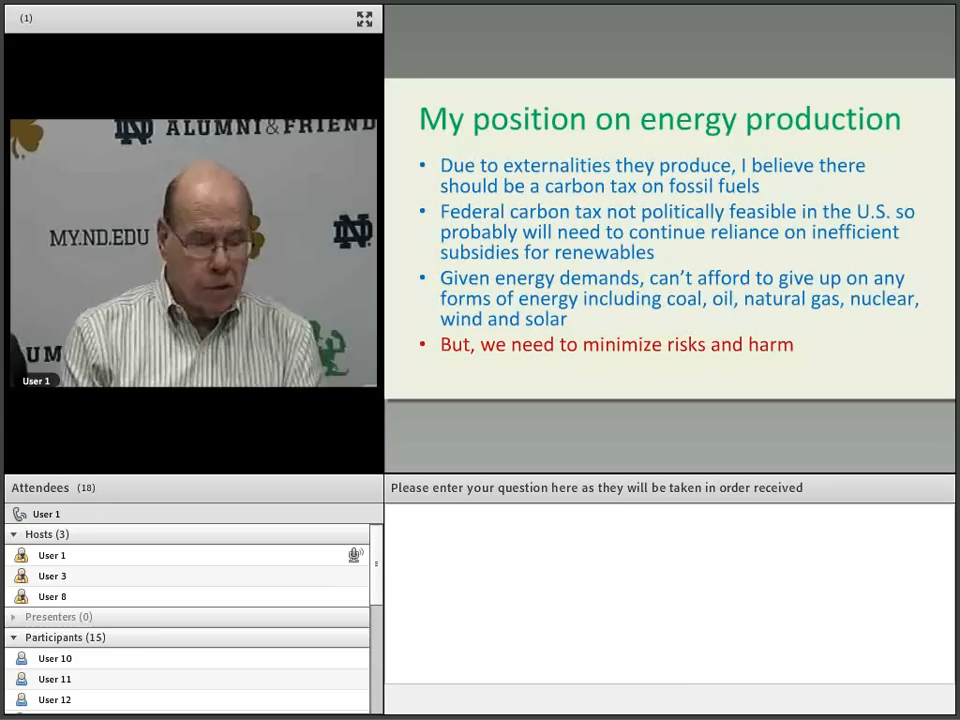 (1)
ALUMNI&FRIEND
MY.ND.EDU
ND
UM
User 1
My position on energy production
• Due to externalities they produce, I believe there
should be a carbon tax on fossil fuels
• Federal carbon tax not politically feasible in the U.S. so
probably will need to continue reliance on inefficient
subsidies for renewables
• Given energy demands, can't afford to give up on any
forms of energy including coal, oil, natural gas, nuclear,
wind and solar
• But, we need to minimize risks and harm
Attendees (18)
User 1
Hosts (3)
User 1
User 3
User 8
Presenters (0)
Participants (15)
User 10
User 11
User 12
Please enter your question here as they will be taken in order received